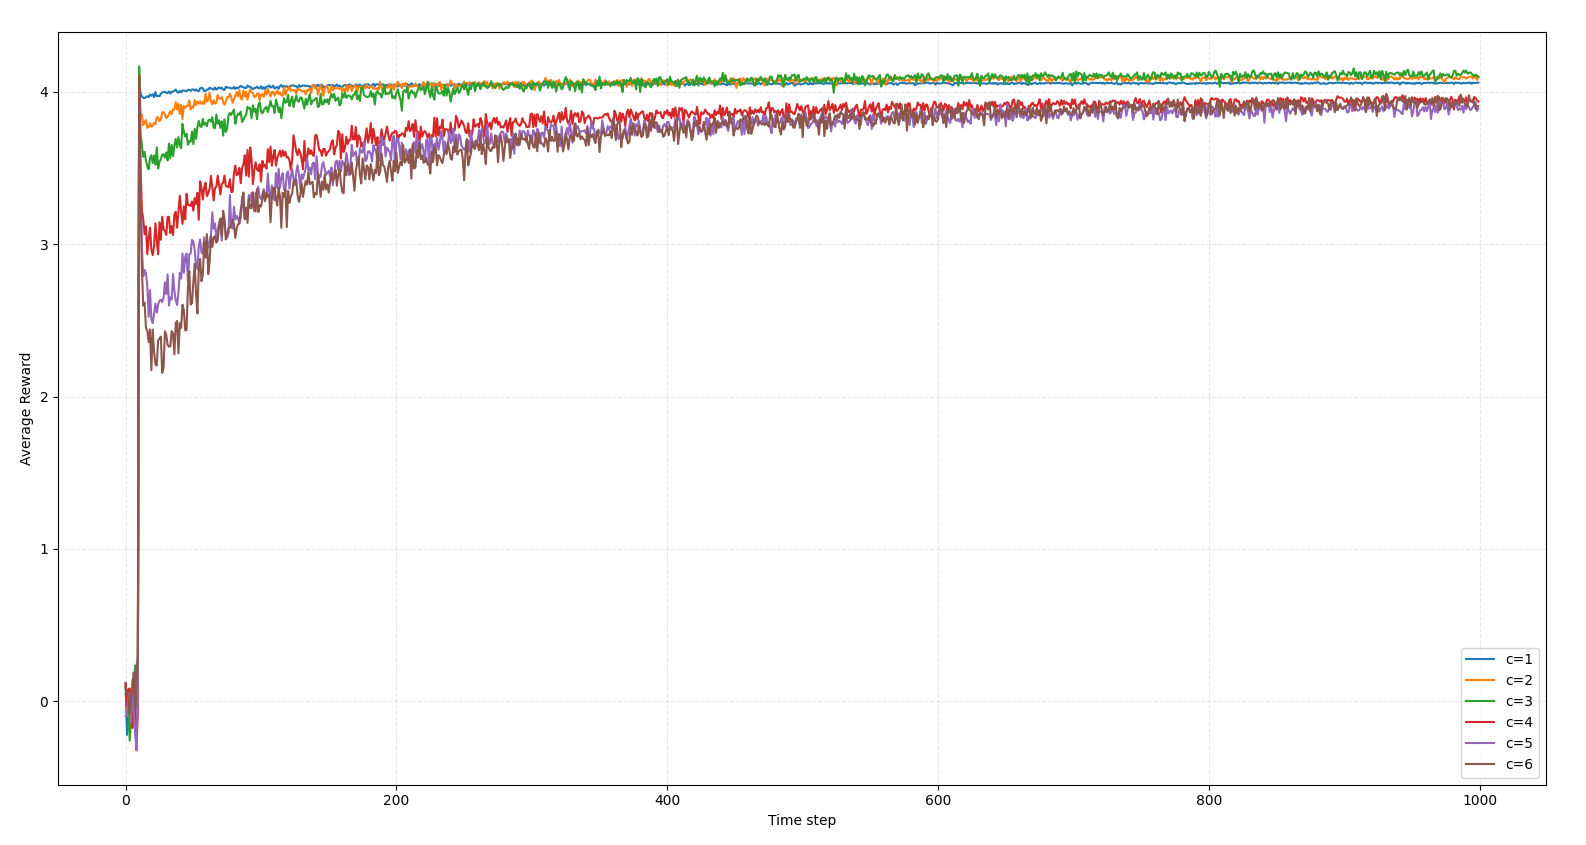 4
3
2
1
0
Average Reward
0 200 400 600 800 1000
Time step
c=1
c=2
c=3
c=4
c=5
c=6